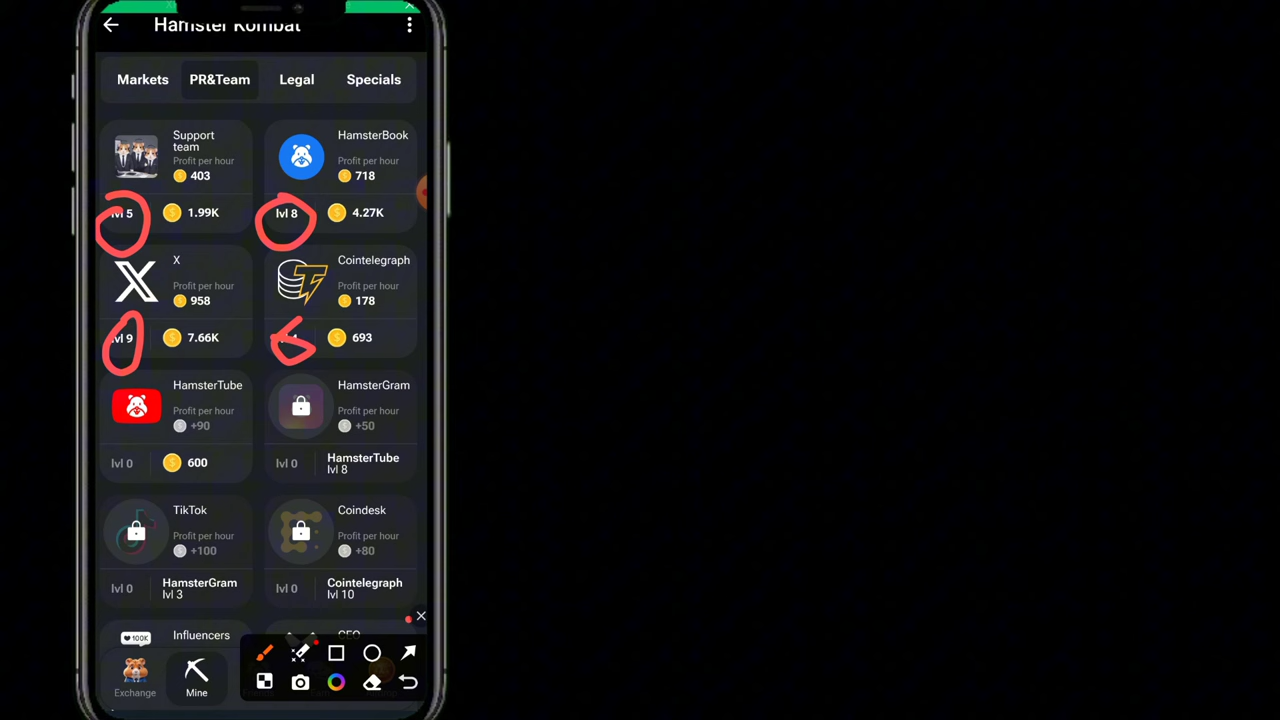 Hamster Kombat
Markets PR&Team Legal Specials
Support
team
Profit per hour
403
lvl 5 1.99K
HamsterBook
Profit per hour
718
lvl 8 4.27K
X
Profit per hour
958
lvl 9 7.66K
Cointelegraph
Profit per hour
178
693
HamsterTube
Profit per hour
+90
lvl 0 600
HamsterGram
Profit per hour
+50
lvl 0 HamsterTube
lvl 8
TikTok
Profit per hour
+100
lvl 0 HamsterGram
lvl 3
Coindesk
Profit per hour
+80
lvl 0 Cointelegraph
lvl 10
100K
Influencers
CEO
Exchange
Mine